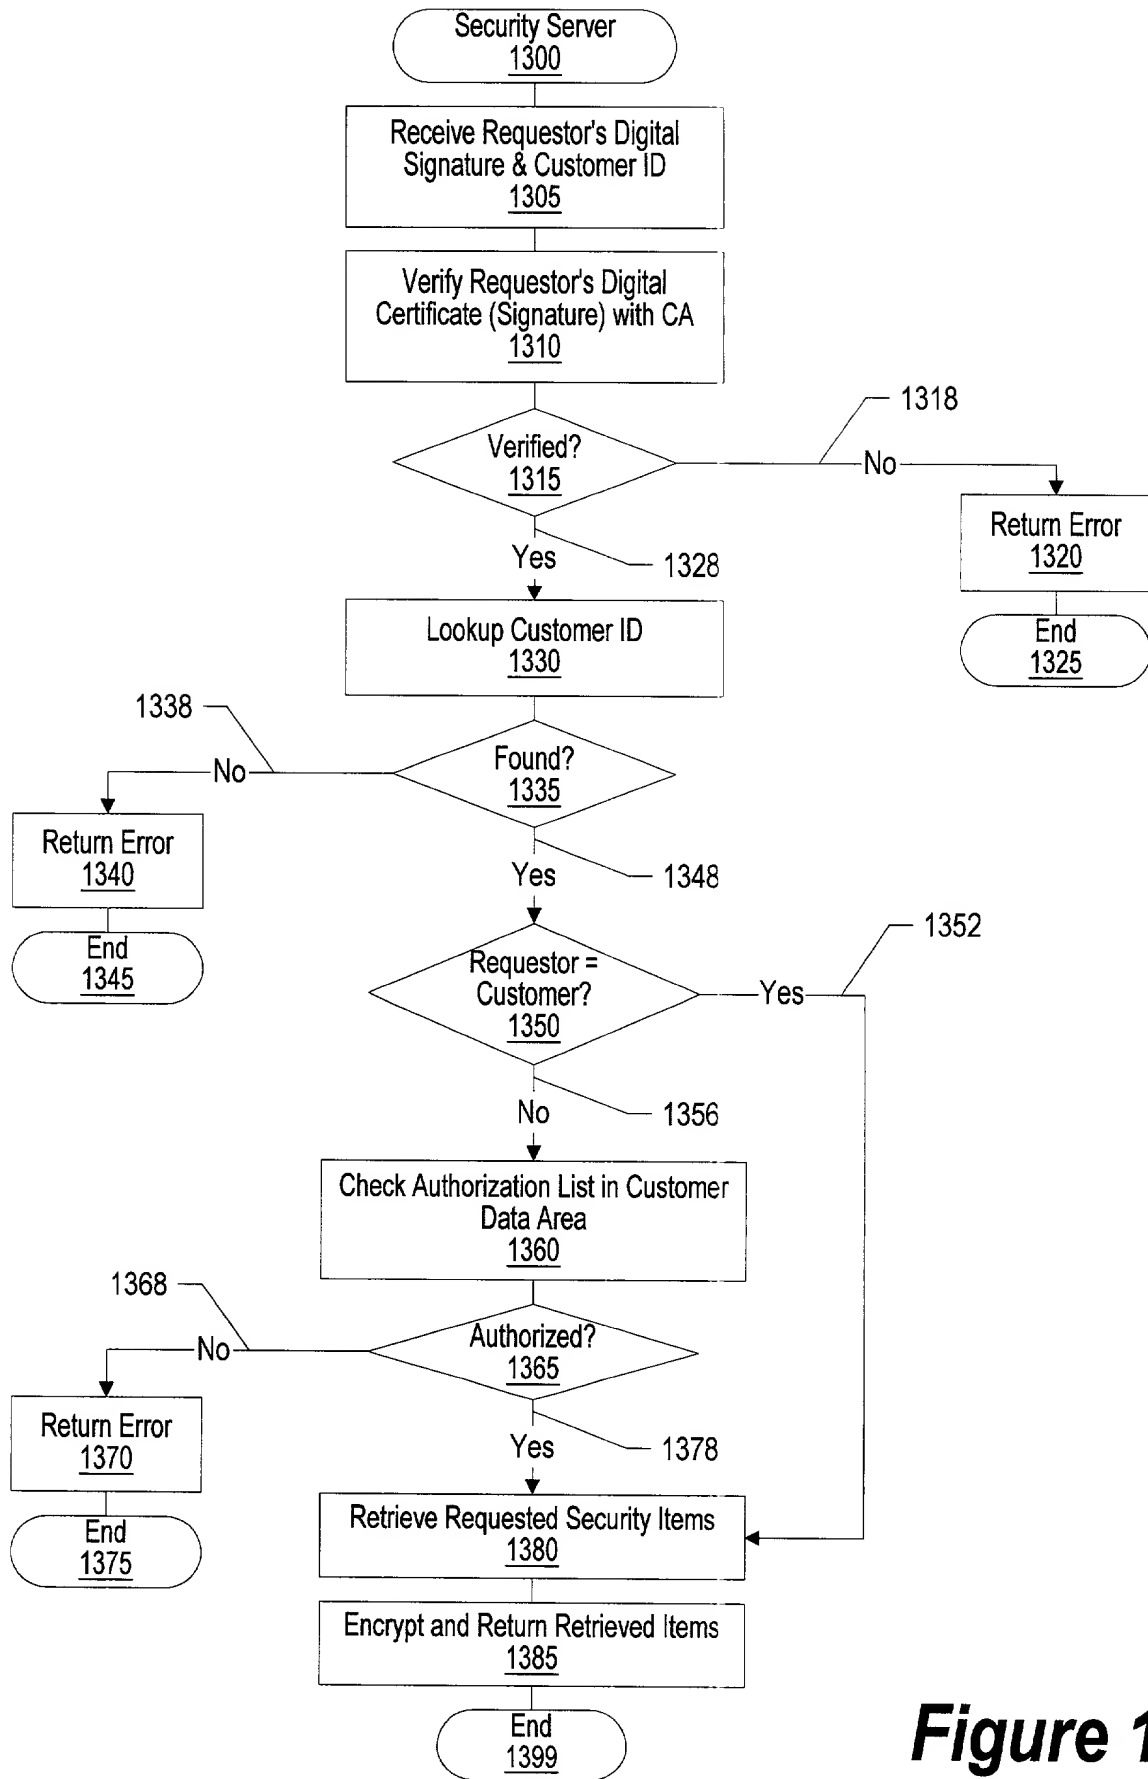 Security Server
1300
Receive Requestor's Digital
Signature & Customer ID
1305
Verify Requestor's Digital
Certificate (Signature) with CA
1310
1318
Verified?
1315
No
Return Error
1320
Yes
1328
End
1325
Lookup Customer ID
1330
1338
Found?
1335
No
Return Error
1340
Yes
1348
End
1345
1352
Requestor =
Customer?
1350
Yes
No
1356
Check Authorization List in Customer
Data Area
1360
1368
Authorized?
1365
No
Return Error
1370
Yes
1378
End
1375
Retrieve Requested Security Items
1380
Encrypt and Return Retrieved Items
1385
End
1399
Figure 1